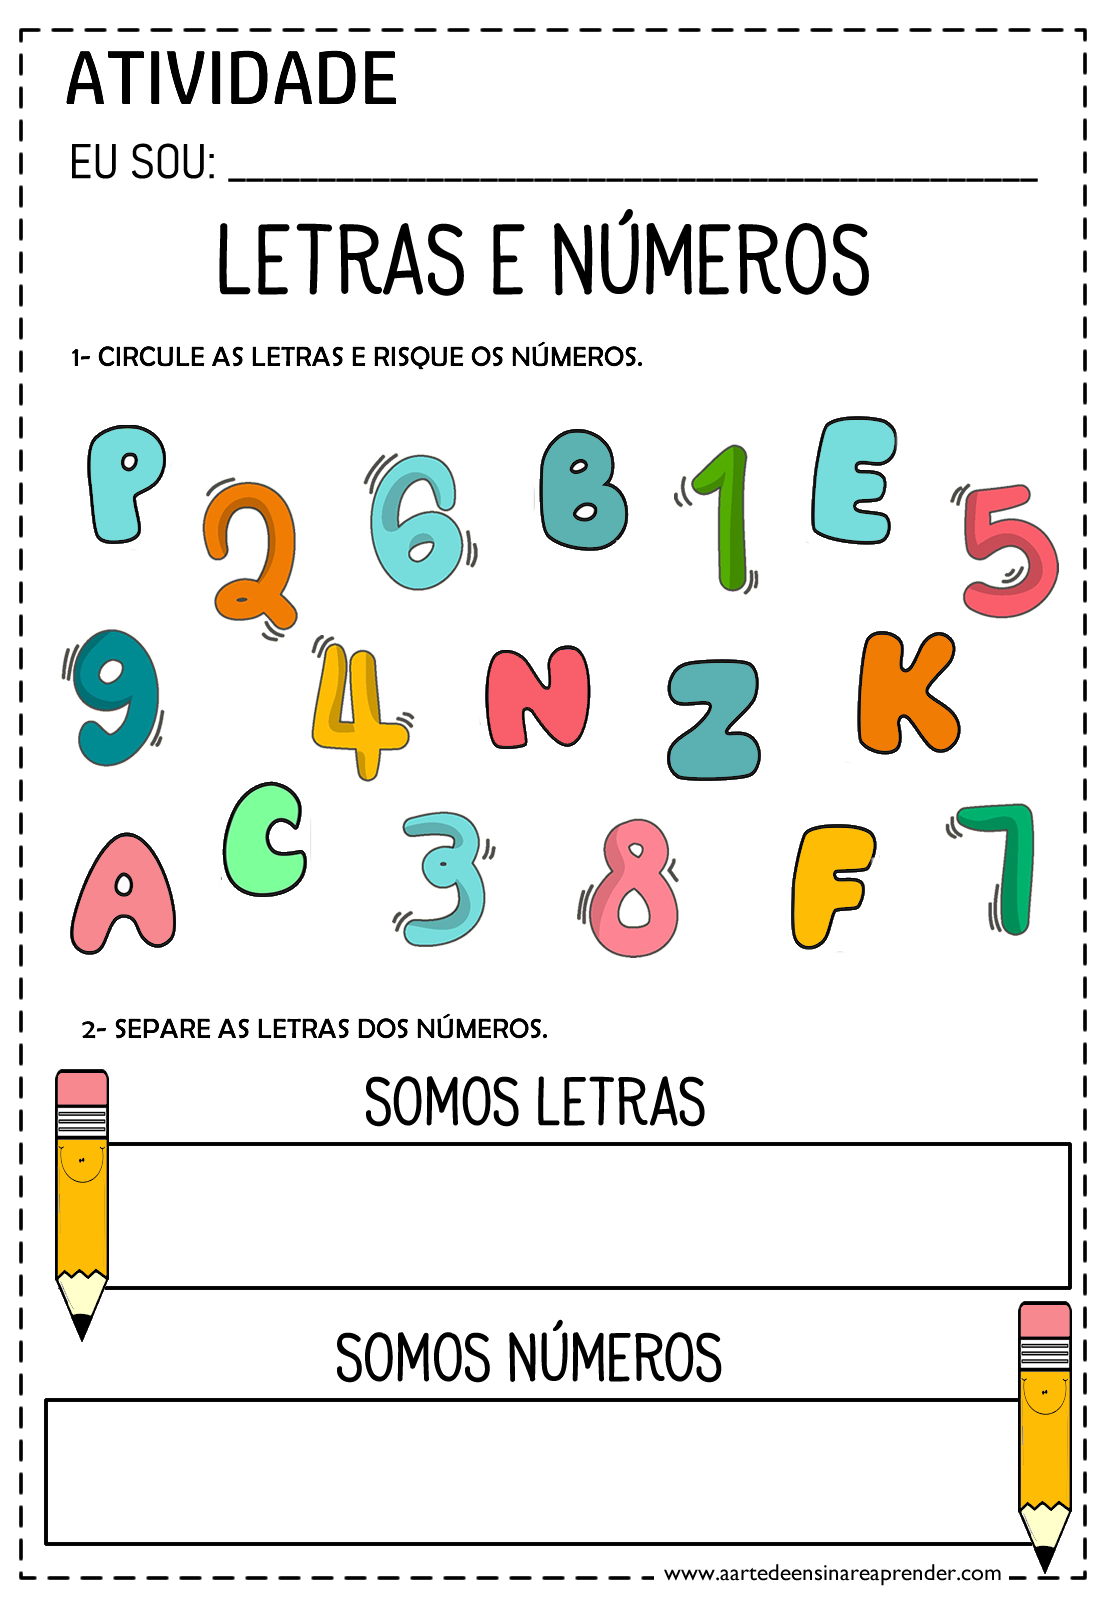 ATIVIDADE
EU SOU: ______________________________________
LETRAS E NÚMEROS
1- CIRCULE AS LETRAS E RISQUE OS NÚMEROS.
P 2 6 B 1 E 5
9 4 N Z K
A C 3 8 F 7
2- SEPARE AS LETRAS DOS NÚMEROS.
SOMOS LETRAS
SOMOS NÚMEROS
www.aartedeensinareaprender.com